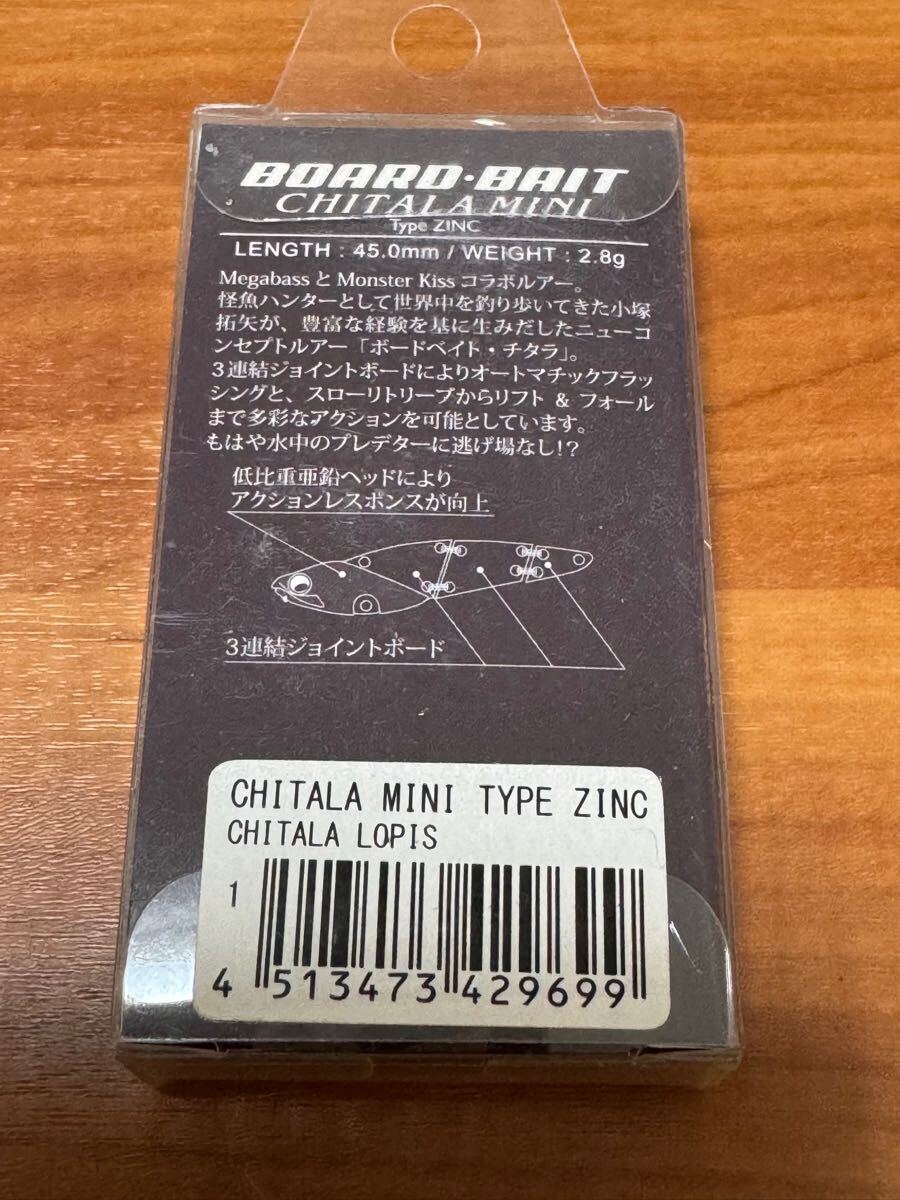 BOARD・BAIT
CHITALA MINI
Type ZINC
LENGTH : 45.0mm / WEIGHT : 2.8g
Megabass と Monster Kiss コラボルアー。
怪魚ハンターとして世界中を釣り歩いてきた小塚
拓矢が、豊富な経験を基に生みだしたニューコ
ンセプトルアー「ボードベイト・チタラ」。
3連結ジョイントボードによりオートマチックフラッ
シングと、スローリトリーブからリフト & フォール
まで多彩なアクションを可能としています。
もはや水中のプレデターに逃げ場なし!?
低比重亜鉛ヘッドにより
アクションレスポンスが向上
3連結ジョイントボード
CHITALA MINI TYPE ZINC
CHITALA LOPIS
1
4 513473 429699